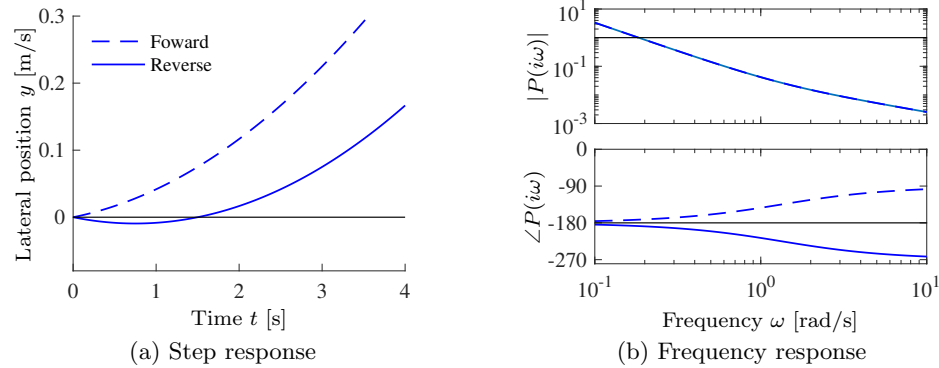 0.3
0.2
0.1
0
Lateral position y [m/s]
Foward
Reverse
0 1 2 3 4
Time t [s]
(a) Step response
10^1
10^-1
10^-3
|P(iω)|
0
-90
-180
-270
∠P(iω)
10^-1 10^0 10^1
Frequency ω [rad/s]
(b) Frequency response